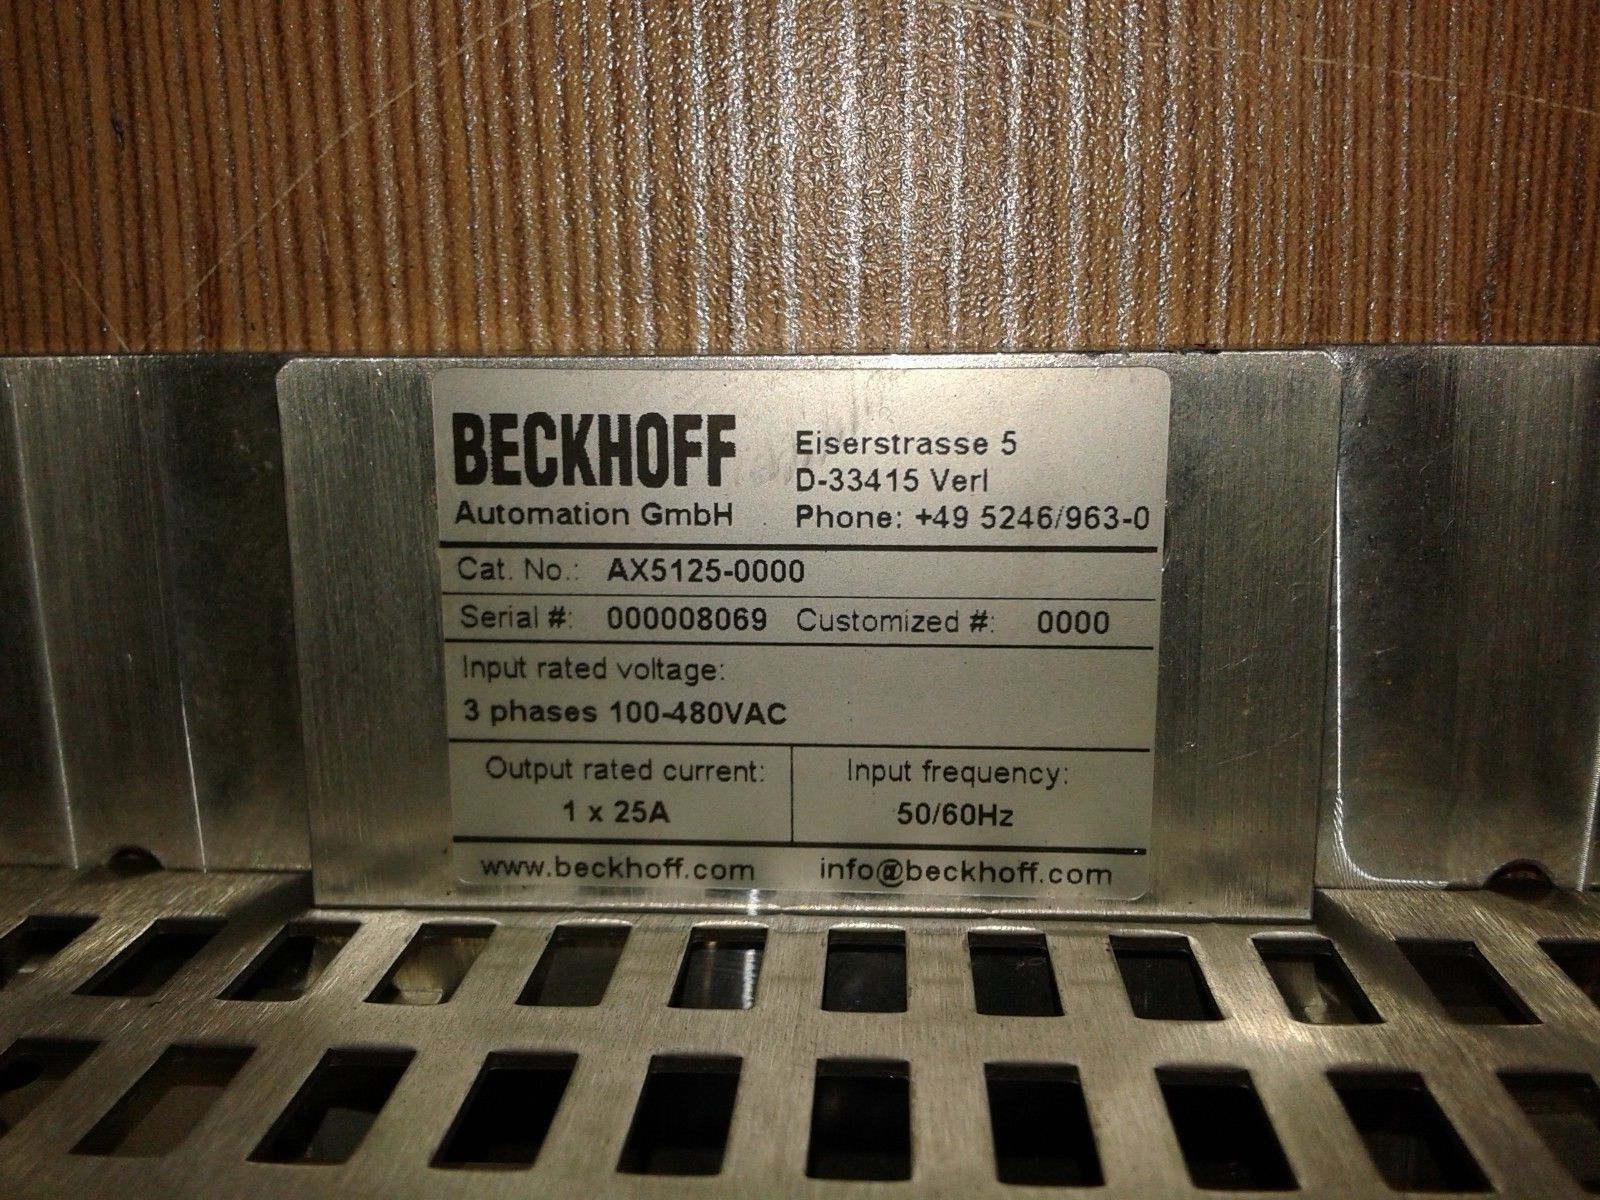 BECKHOFF
Automation GmbH
Eiserstrasse 5
D-33415 Verl
Phone: +49 5246/963-0
Cat. No.: AX5125-0000
Serial #: 000008069 Customized #: 0000
Input rated voltage:
3 phases 100-480VAC
Output rated current:
1 x 25A
Input frequency:
50/60Hz
www.beckhoff.com info@beckhoff.com